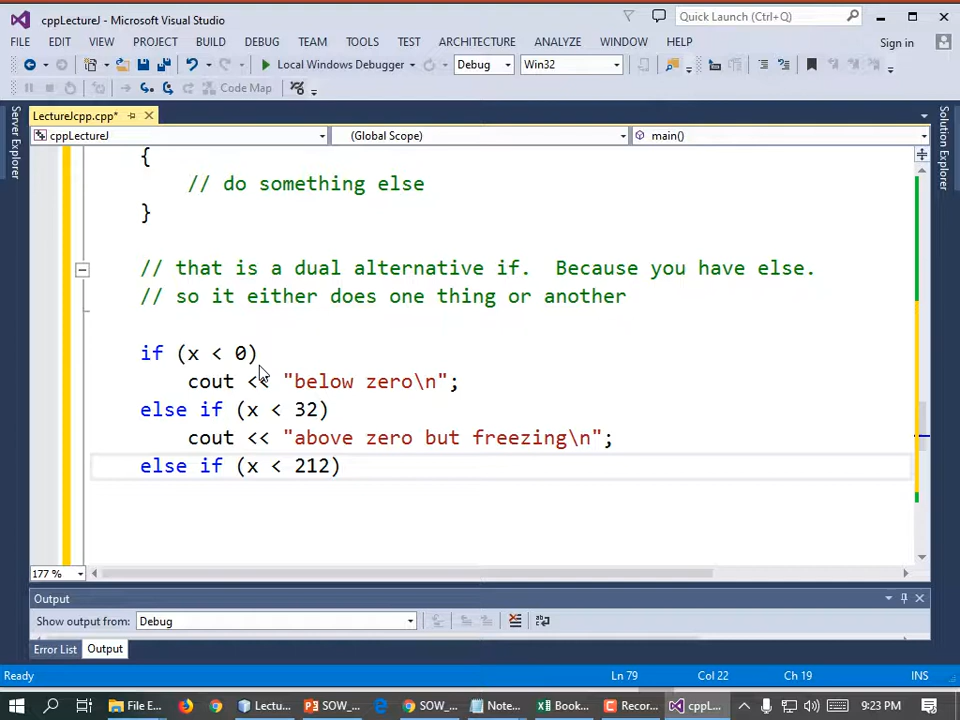 cppLectureJ - Microsoft Visual Studio
Quick Launch (Ctrl+Q)
FILE EDIT VIEW PROJECT BUILD DEBUG TEAM TOOLS TEST ARCHITECTURE ANALYZE WINDOW HELP Sign in
Local Windows Debugger Debug Win32
Code Map
LectureJcpp.cpp*
cppLectureJ (Global Scope) main()
Server Explorer
Solution Explorer
{
// do something else
}
// that is a dual alternative if. Because you have else.
// so it either does one thing or another
if (x < 0)
cout << "below zero\n";
else if (x < 32)
cout << "above zero but freezing\n";
else if (x < 212)
177 %
Output
Show output from: Debug
Error List Output
Ready Ln 79 Col 22 Ch 19 INS
File E... Lectu... SOW_... SOW_... Note... Book... Recor... cppL... 9:23 PM